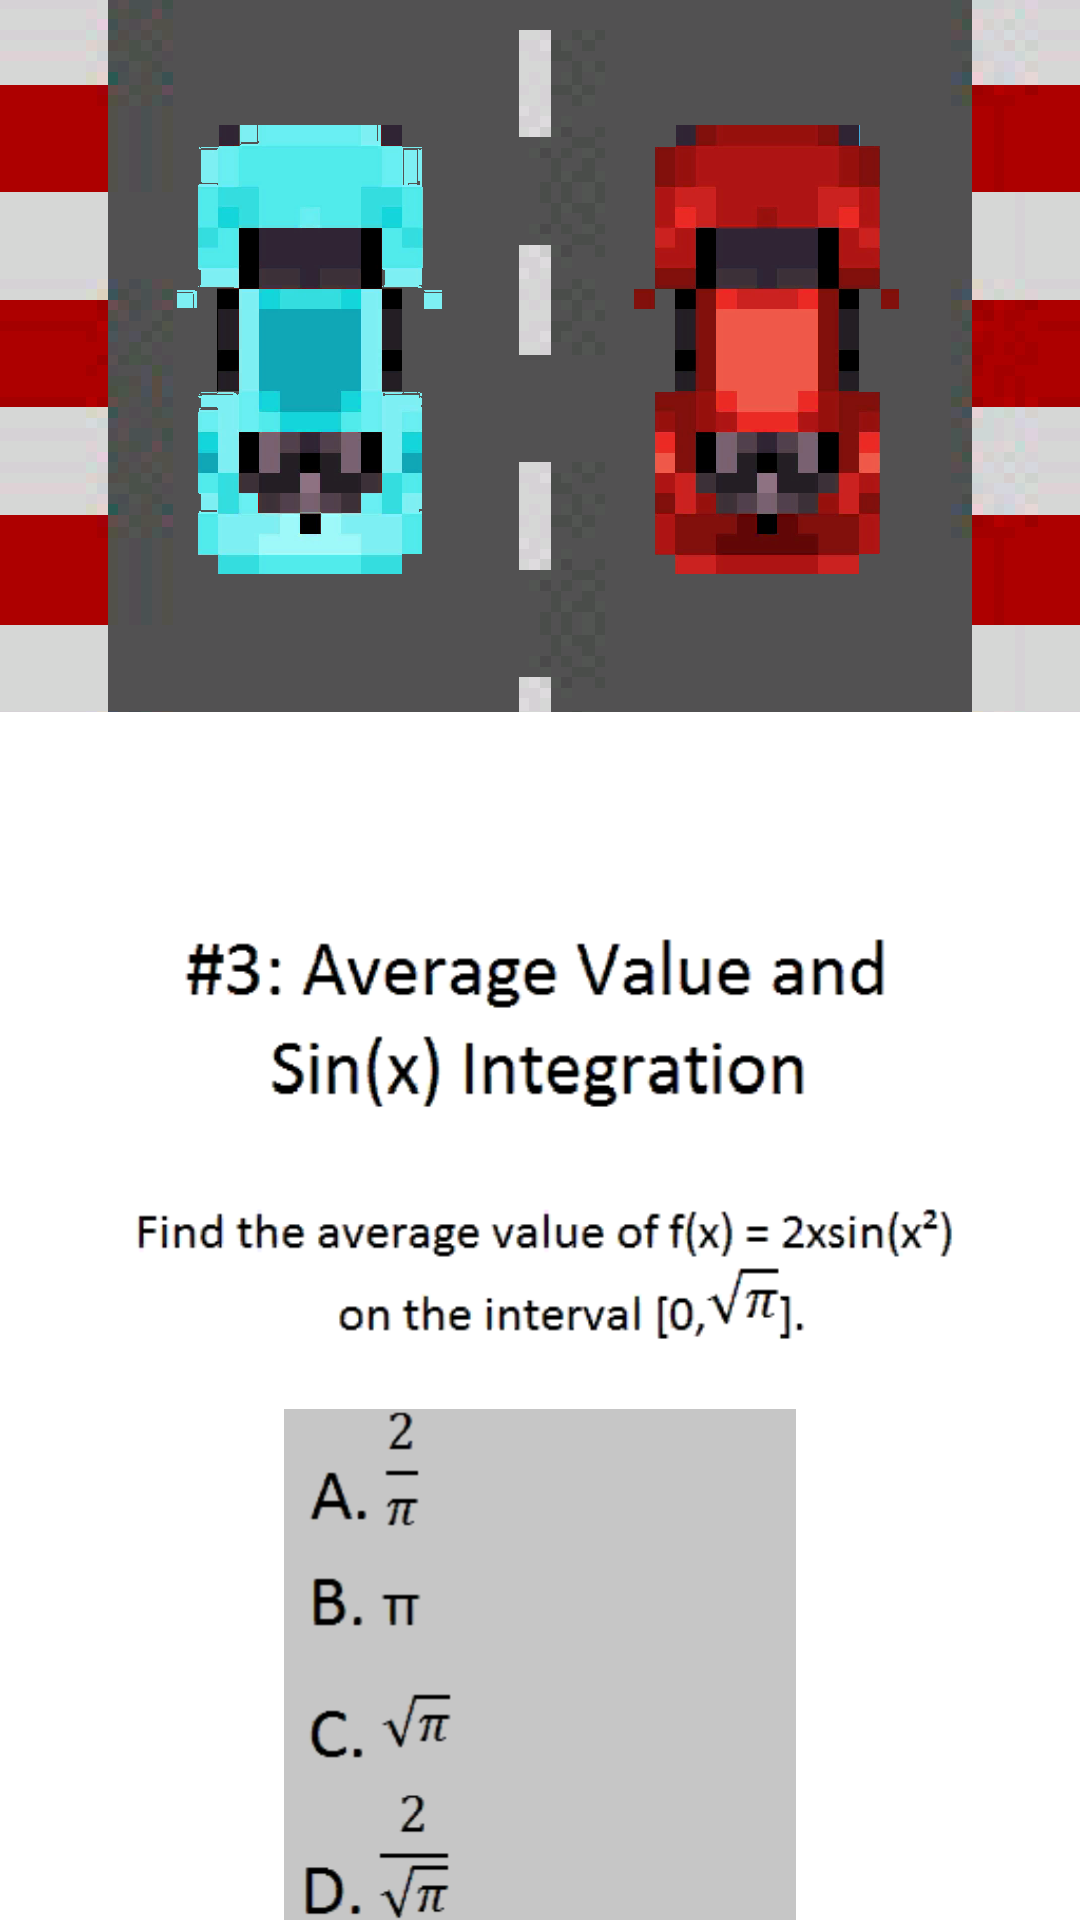 #3: Average Value and
Sin(x) Integration
Find the average value of f(x) = 2xsin(x²)
on the interval [0,√π].
A. 2/π
B. π
C. √π
D. 2/√π